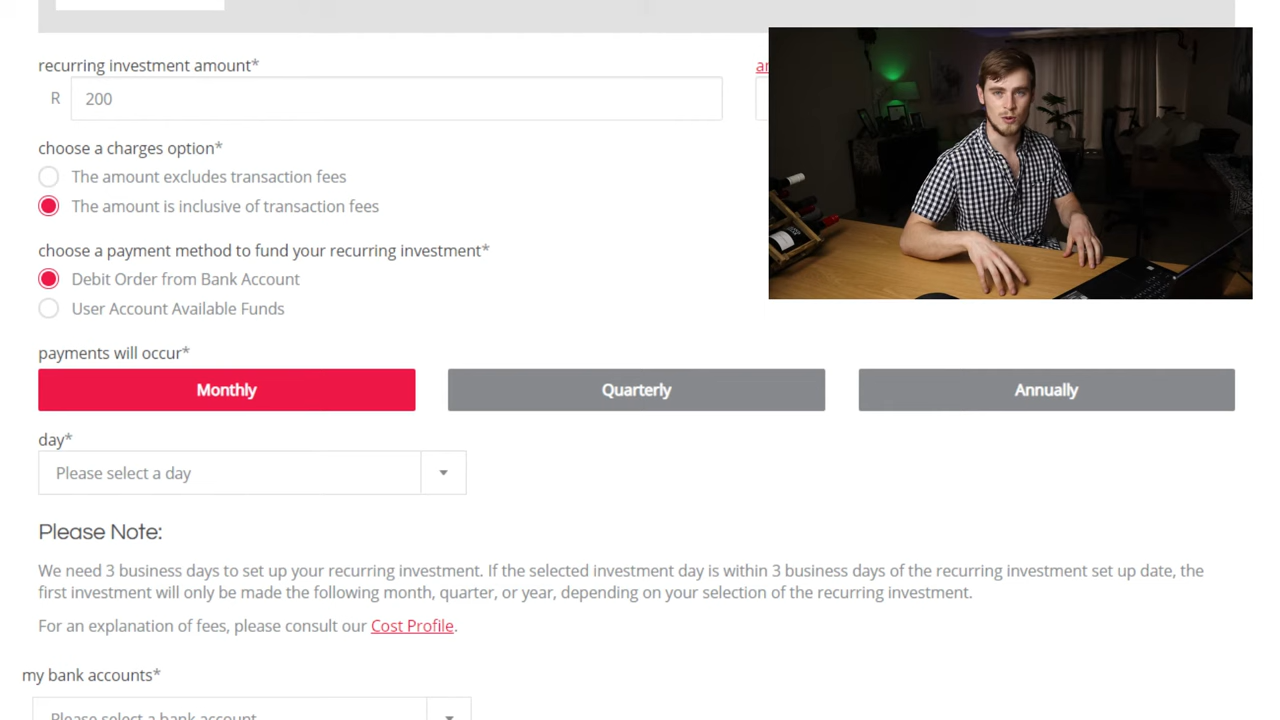 recurring investment amount*
R 200
choose a charges option*
The amount excludes transaction fees
The amount is inclusive of transaction fees
choose a payment method to fund your recurring investment*
Debit Order from Bank Account
User Account Available Funds
payments will occur*
Monthly Quarterly Annually
day*
Please select a day
Please Note:
We need 3 business days to set up your recurring investment. If the selected investment day is within 3 business days of the recurring investment set up date, the
first investment will only be made the following month, quarter, or year, depending on your selection of the recurring investment.
For an explanation of fees, please consult our Cost Profile.
my bank accounts*
Please select a bank account